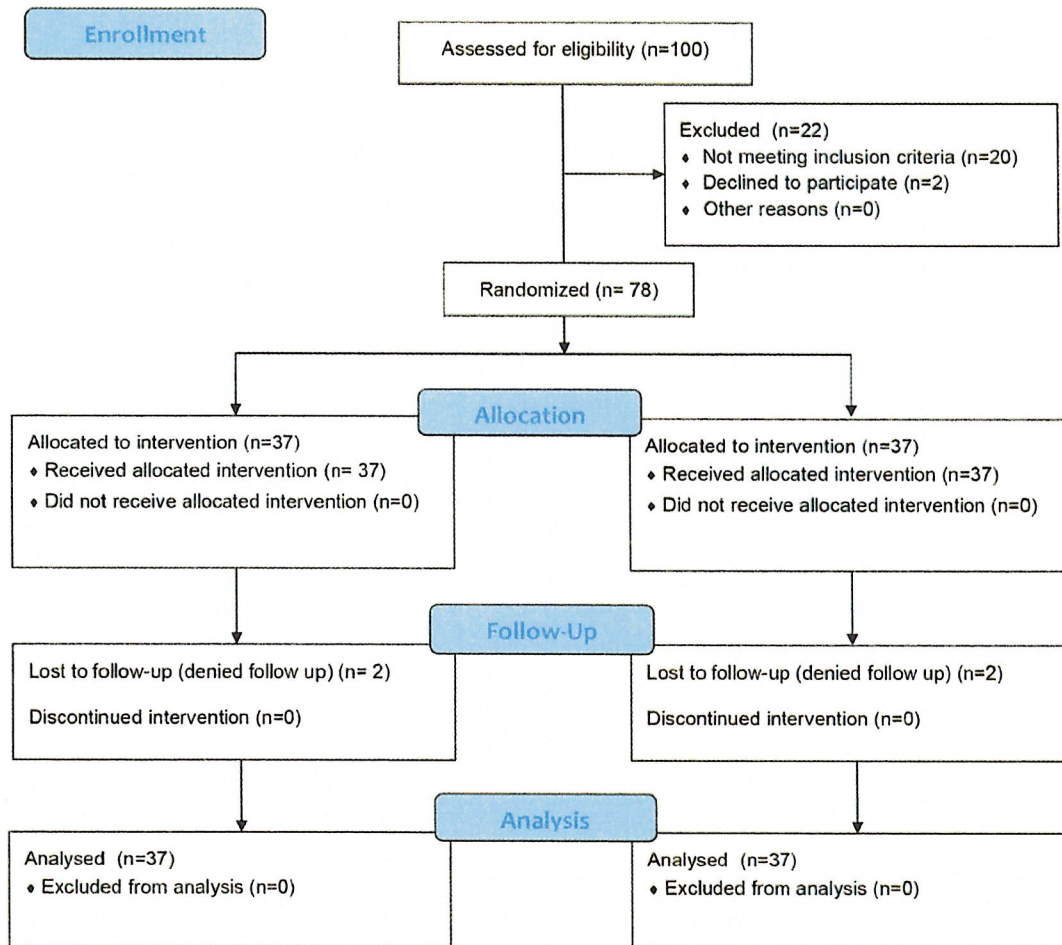 Enrollment
Assessed for eligibility (n=100)
Excluded (n=22)
♦ Not meeting inclusion criteria (n=20)
♦ Declined to participate (n=2)
♦ Other reasons (n=0)
Randomized (n= 78)
Allocation
Allocated to intervention (n=37)
♦ Received allocated intervention (n= 37)
♦ Did not receive allocated intervention (n=0)
Allocated to intervention (n=37)
♦ Received allocated intervention (n=37)
♦ Did not receive allocated intervention (n=0)
Follow-Up
Lost to follow-up (denied follow up) (n= 2)
Discontinued intervention (n=0)
Lost to follow-up (denied follow up) (n=2)
Discontinued intervention (n=0)
Analysis
Analysed (n=37)
♦ Excluded from analysis (n=0)
Analysed (n=37)
♦ Excluded from analysis (n=0)